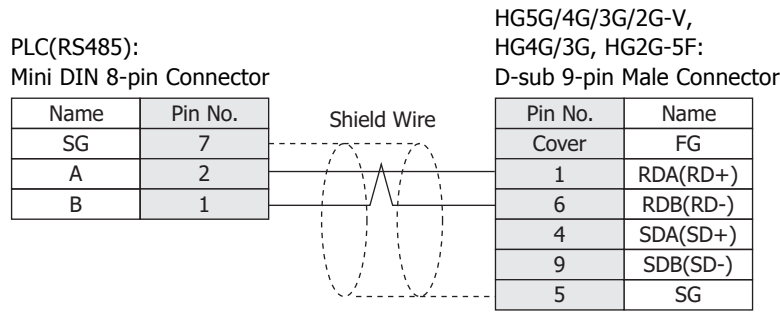 HG5G/4G/3G/2G-V,
PLC(RS485): HG4G/3G, HG2G-5F:
Mini DIN 8-pin Connector D-sub 9-pin Male Connector
Name Pin No. Shield Wire Pin No. Name
SG 7 Cover FG
A 2 1 RDA(RD+)
B 1 6 RDB(RD-)
4 SDA(SD+)
9 SDB(SD-)
5 SG